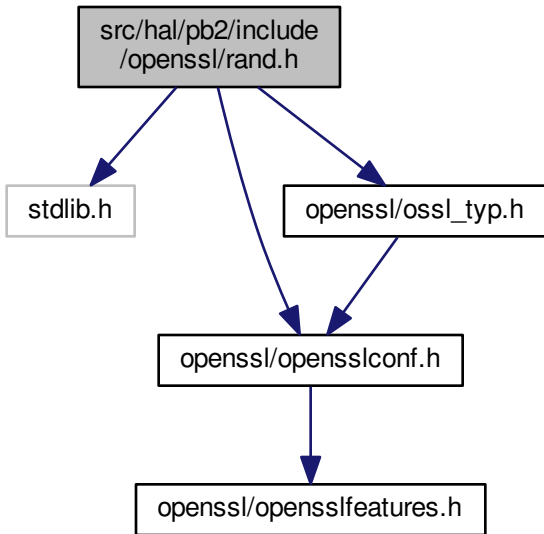 src/hal/pb2/include
/openssl/rand.h
stdlib.h
openssl/ossl_typ.h
openssl/opensslconf.h
openssl/opensslfeatures.h